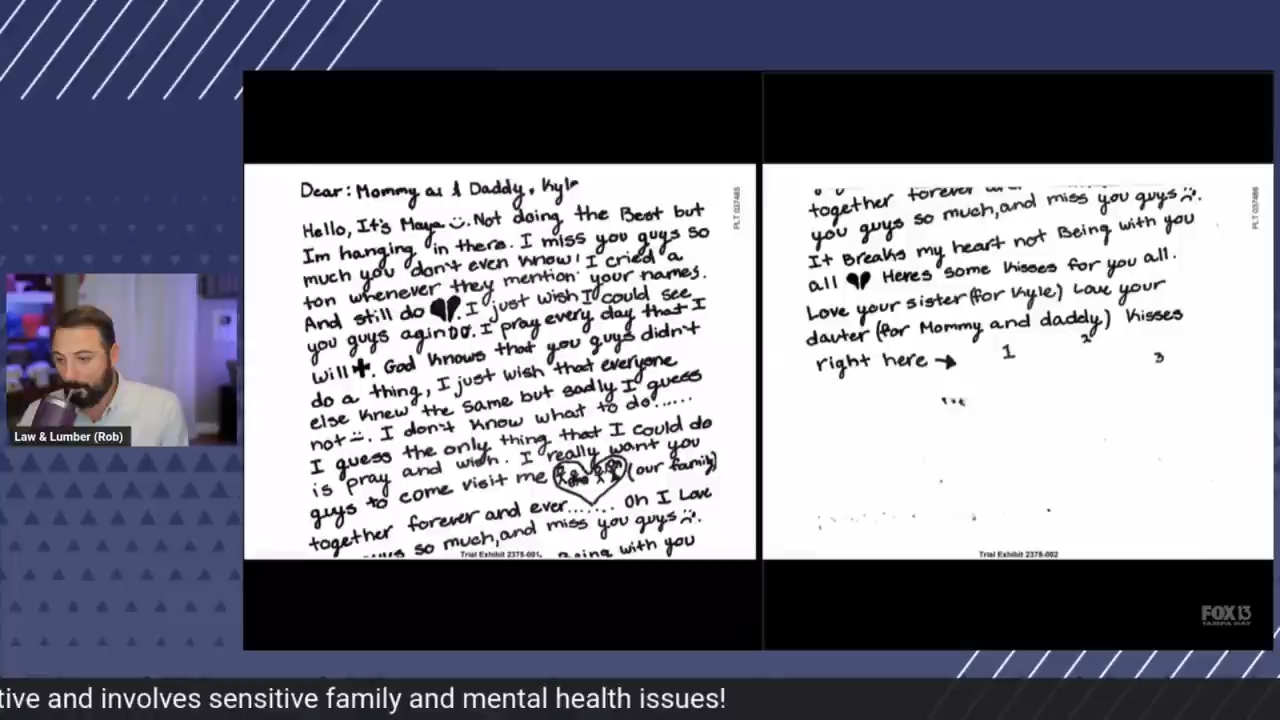 Dear: Mommy & Daddy, Kyle
Hello, It's Maya. Not doing the Best but
Im hanging in there. I miss you guys so
much you don't even know! I cried a
ton whenever they mention your names.
And still do. I just wish I could see
you guys agin. I pray every day that I
will. God knows that you guys didn't
do a thing, I just wish that everyone
else knew the same but sadly I guess
not. I don't know what to do!.....
I guess the only thing that I could do
is pray and wish. I really want you
guys to come visit me (our family)
together forever and ever....... Oh I Love
so much, and miss you guys.
Being with you
PLT 037485
Trial Exhibit 2375-001
together forever
you guys so much, and miss you guys.
It Breaks my heart not Being with you
all Heres some kisses for you all.
Love your sister (for Kyle) Love your
dauter (for Mommy and daddy) Kisses
right here → 1 2 3
PLT 037486
Trial Exhibit 2375-002
Law & Lumber (Rob)
FOX 13
TAMPA BAY
tive and involves sensitive family and mental health issues!